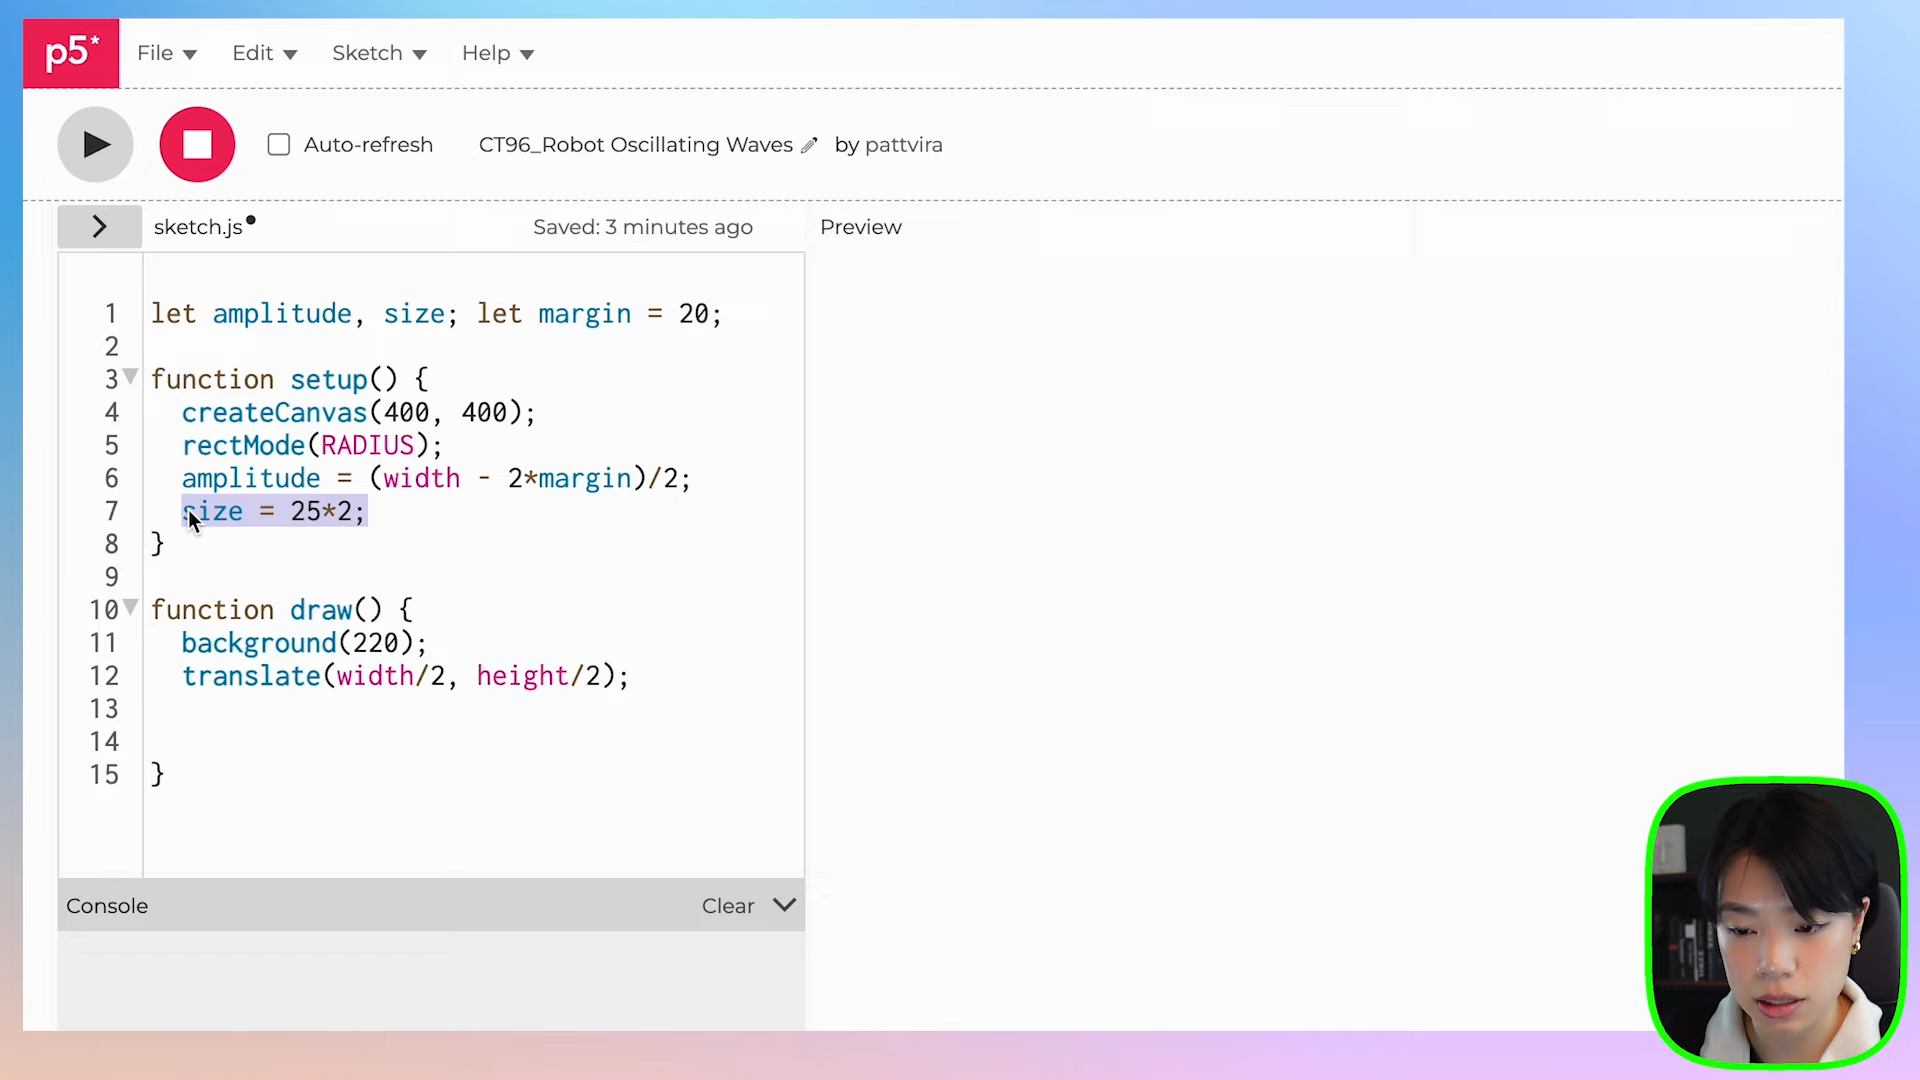 p5*
File Edit Sketch Help
Auto-refresh CT96_Robot Oscillating Waves by pattvira
sketch.js Saved: 3 minutes ago Preview
1 let amplitude, size; let margin = 20;
2
3 function setup() {
4 createCanvas(400, 400);
5 rectMode(RADIUS);
6 amplitude = (width - 2*margin)/2;
7 size = 25*2;
8 }
9
10 function draw() {
11 background(220);
12 translate(width/2, height/2);
13
14
15 }
Console Clear